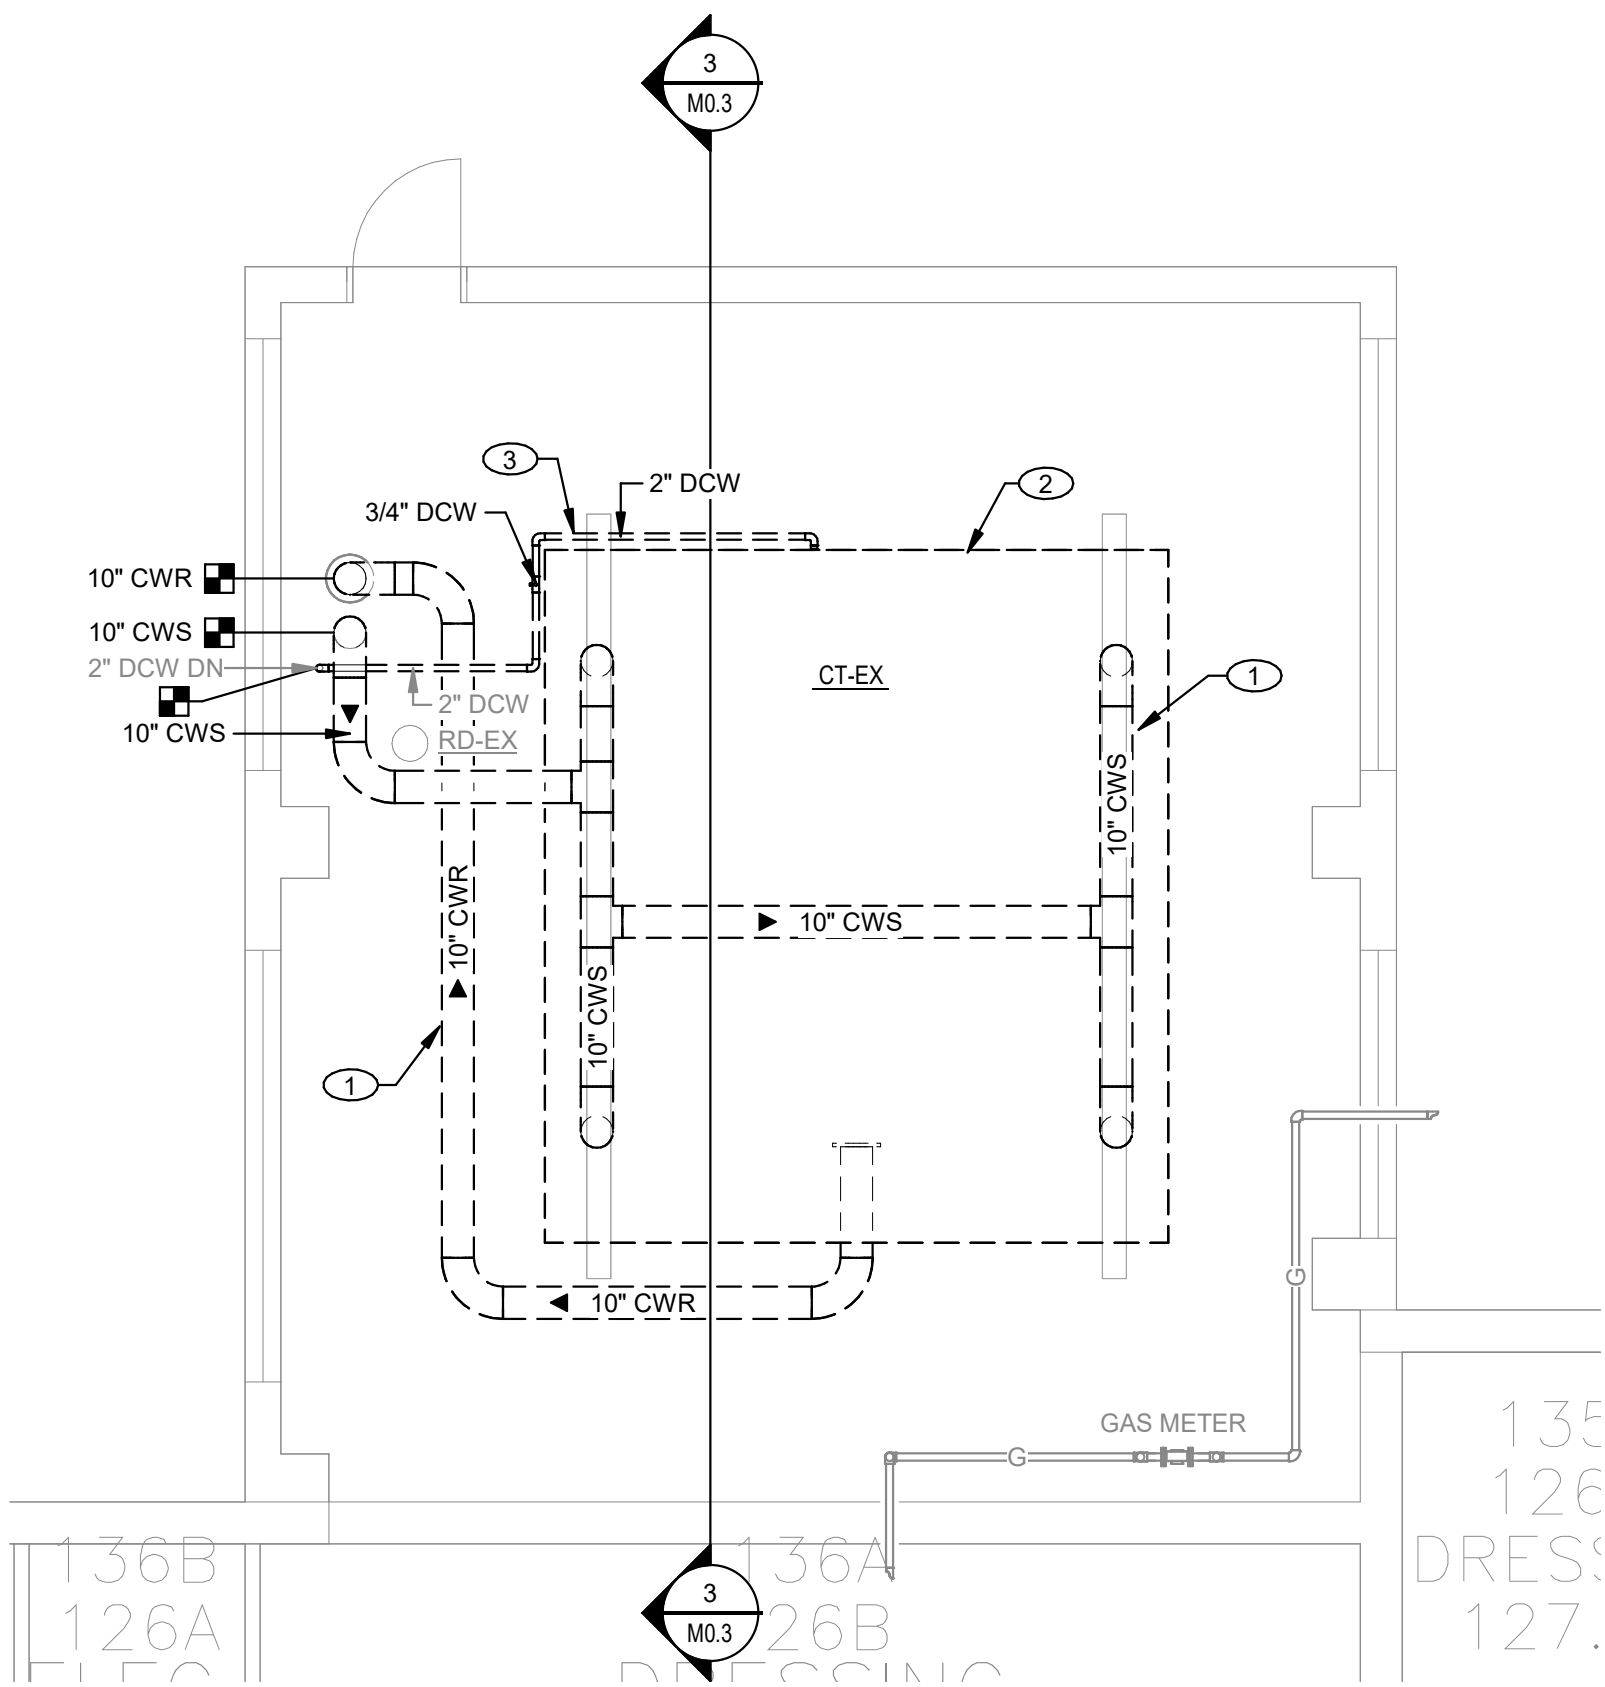 3
M0.3
3
2" DCW
2
3/4" DCW
10" CWR
10" CWS
2" DCW DN
CT-EX
1
2" DCW
10" CWS
RD-EX
10" CWS
10" CWR
10" CWS
10" CWS
1
G
10" CWR
GAS METER
G
135
126
136B
136A
DRESS
126A
126B
127.
3
M0.3
ELEC
DRESSING